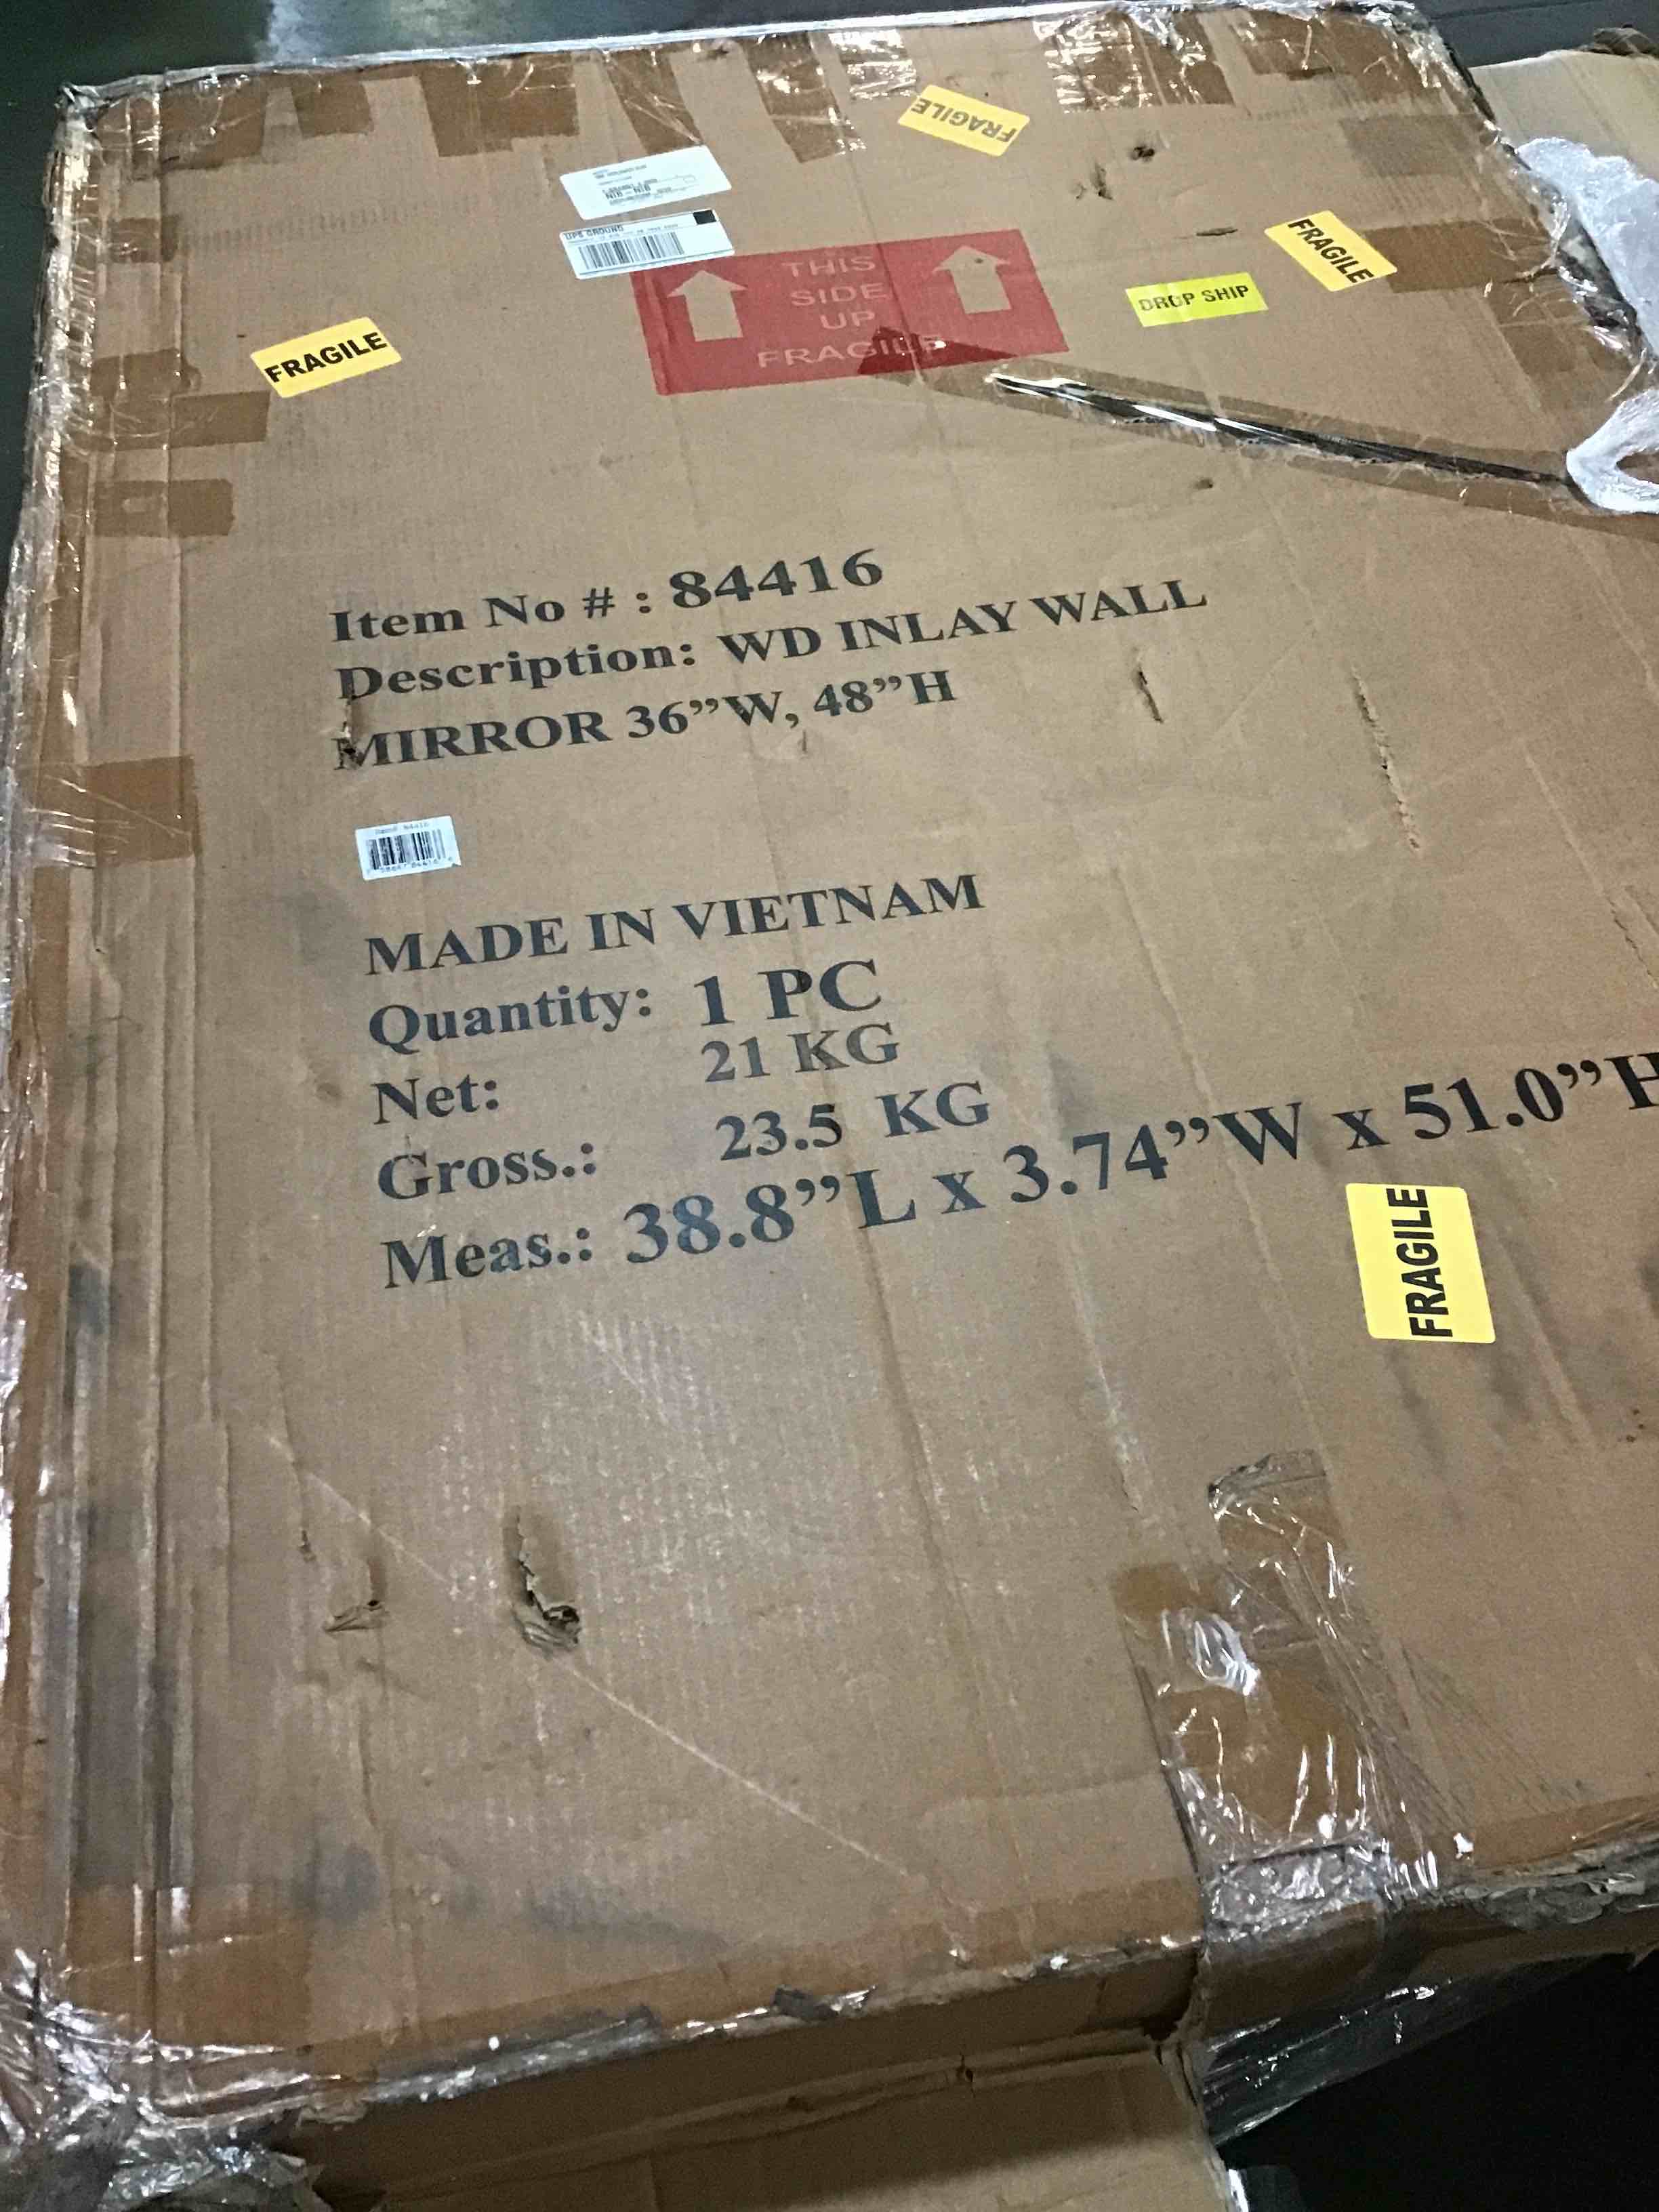 FRAGILE
UPS GROUND
THIS
SIDE
UP
FRAGILE
FRAGILE
DROP SHIP
FRAGILE
Item No # : 84416
Description: WD INLAY WALL
MIRROR 36”W, 48”H
MADE IN VIETNAM
Quantity: 1 PC
Net: 21 KG
Gross.: 23.5 KG
Meas.: 38.8”L x 3.74”W x 51.0”H
FRAGILE